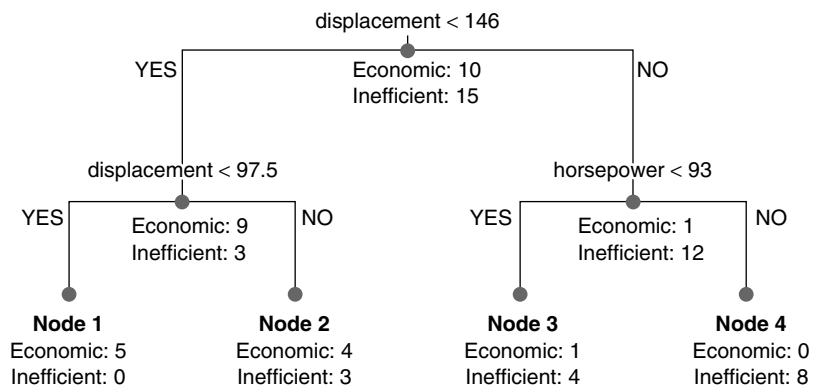 displacement < 146
YES
NO
Economic: 10
Inefficient: 15
displacement < 97.5
horsepower < 93
YES
Economic: 9
Inefficient: 3
NO
YES
Economic: 1
Inefficient: 12
NO
Node 1
Economic: 5
Inefficient: 0
Node 2
Economic: 4
Inefficient: 3
Node 3
Economic: 1
Inefficient: 4
Node 4
Economic: 0
Inefficient: 8